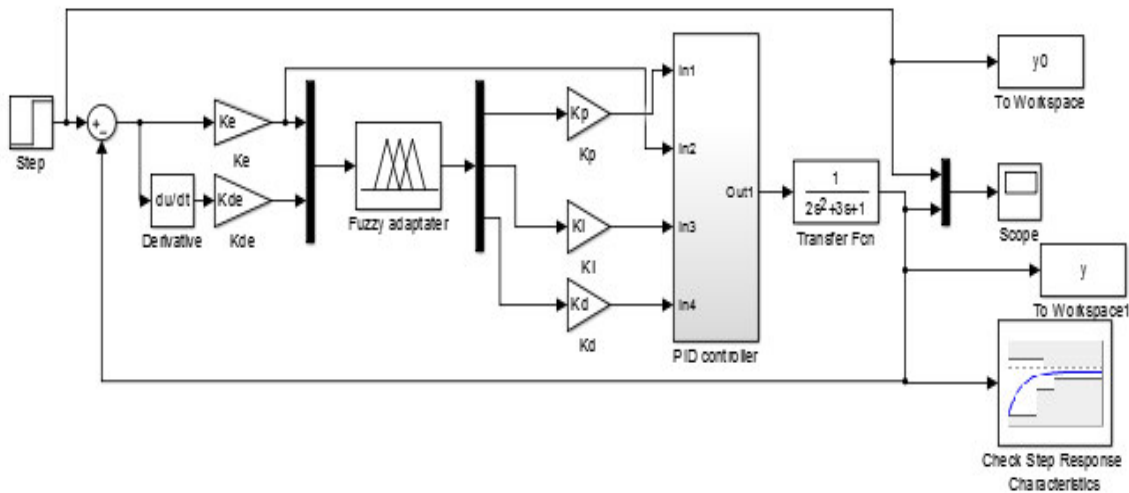 Step
+
-
Ke
Ke
du/dt
Derivative
Kde
Kde
Fuzzy adaptater
Kp
Kp
KI
KI
Kd
Kd
In1
In2
In3
In4
Out1
PID controller
1
2s²+3s+1
Transfer Fcn
y0
To Workspace
Scope
y
To Workspace1
Check Step Response
Characteristics